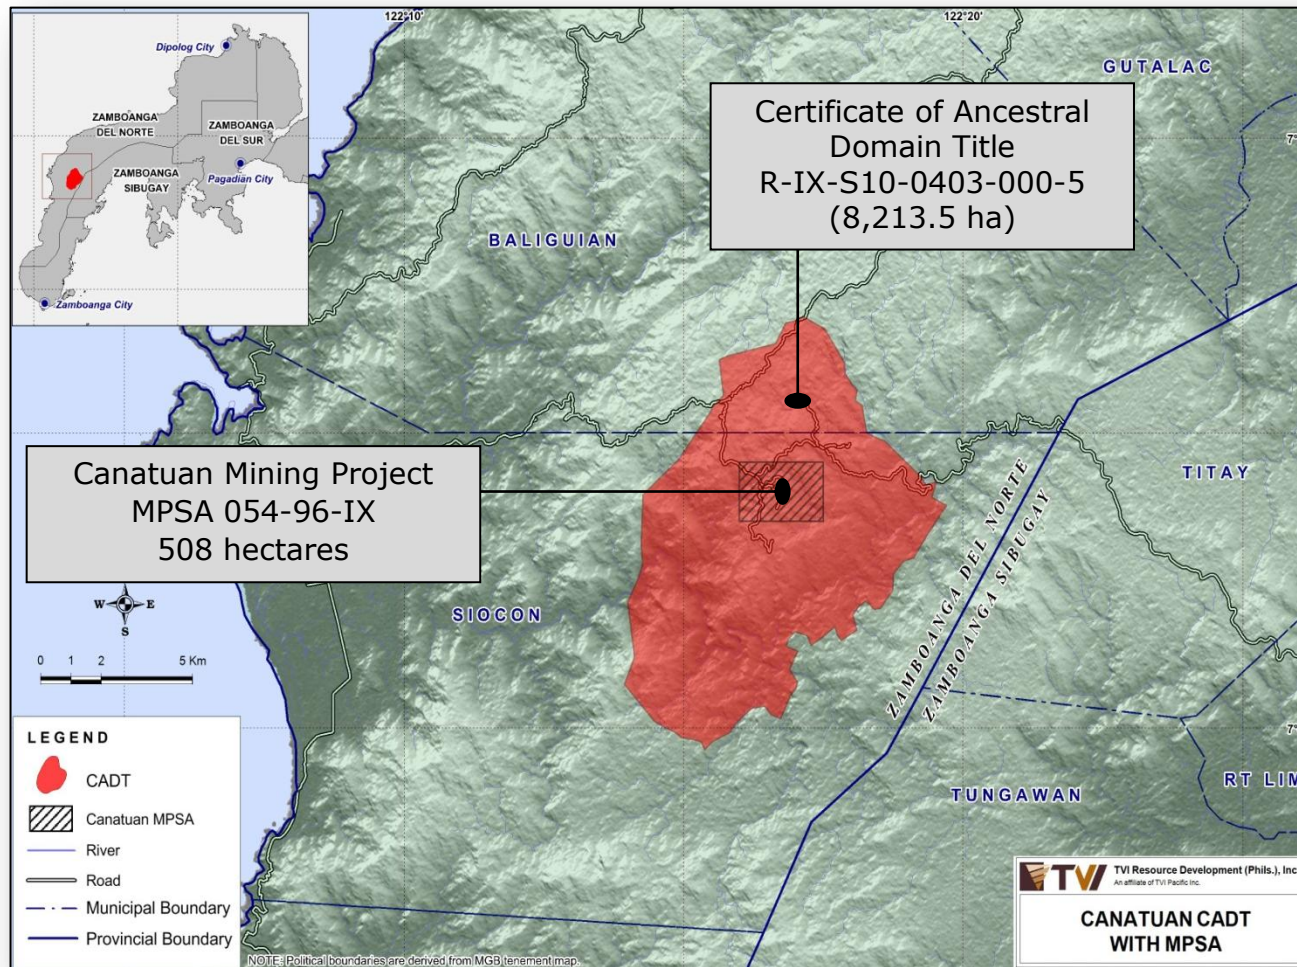 122°10'
122°20'
Dipolog City
ZAMBOANGA
DEL NORTE
ZAMBOANGA
DEL SUR
ZAMBOANGA
SIBUGAY
Pagadian City
Zamboanga City
GUTALAC
Certificate of Ancestral
Domain Title
R-IX-S10-0403-000-5
(8,213.5 ha)
7°
BALIGUIAN
Canatuan Mining Project
MPSA 054-96-IX
508 hectares
TITAY
ZAMBOANGA DEL NORTE
ZAMBOANGA SIBUGAY
W E
S
SIOCON
0 1 2 5 Km
7°
TUNGAWAN
RT LIM
LEGEND
CADT
Canatuan MPSA
River
Road
Municipal Boundary
Provincial Boundary
NOTE: Political boundaries are derived from MGB tenement map.
TVI
TVI Resource Development (Phils.), Inc
An affiliate of TVI Pacific Inc.
CANATUAN CADT
WITH MPSA